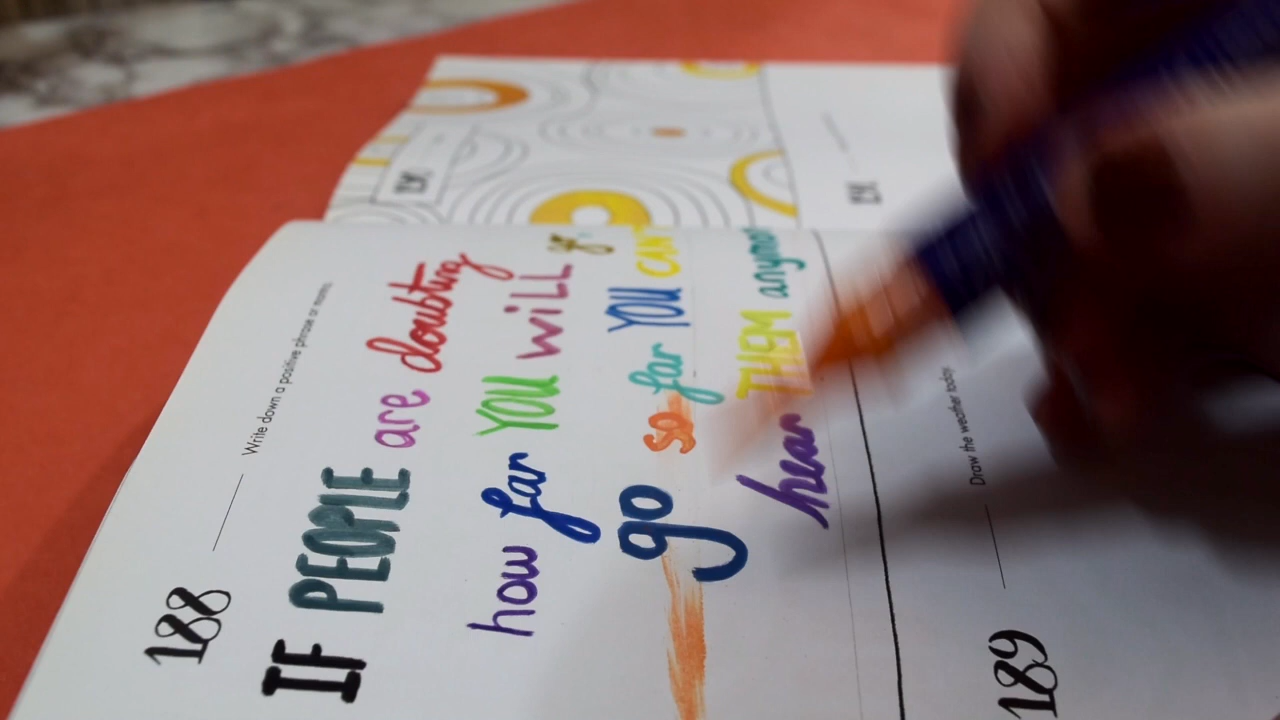 188
Write down a positive phrase or mantra.
IF PEOPLE are doubting
how far YOU WiLL
go so far YOU CAN'
hear THEM anymor
189
Draw the weather today.